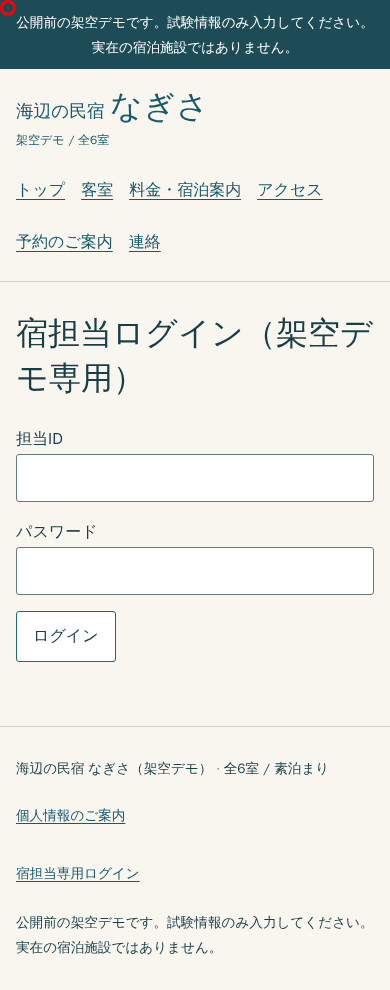 公開前の架空デモです。試験情報のみ入力してください。
実在の宿泊施設ではありません。
海辺の民宿 なぎさ
架空デモ / 全6室
トップ 客室 料金・宿泊案内 アクセス
予約のご案内 連絡
宿担当ログイン（架空デ
モ専用）
担当ID
パスワード
ログイン
海辺の民宿 なぎさ（架空デモ） · 全6室 / 素泊まり
個人情報のご案内
宿担当専用ログイン
公開前の架空デモです。試験情報のみ入力してください。
実在の宿泊施設ではありません。